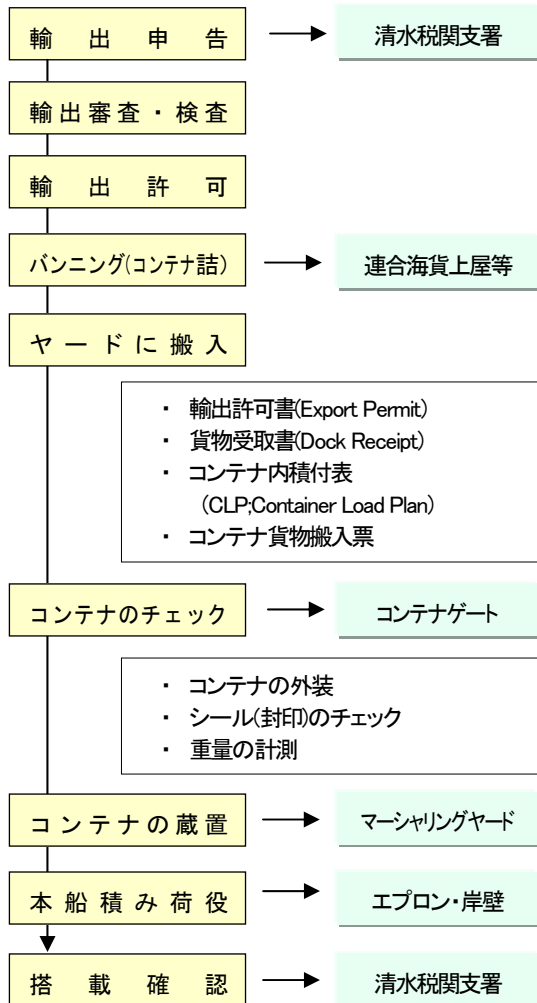 輸出申告
清水税関支署
輸出審査・検査
輸出許可
バンニング(コンテナ詰)
連合海貨上屋等
ヤードに搬入
・ 輸出許可書(Export Permit)
・ 貨物受取書(Dock Receipt)
・ コンテナ内積付表
(CLP;Container Load Plan)
・ コンテナ貨物搬入票
コンテナのチェック
コンテナゲート
・ コンテナの外装
・ シール(封印)のチェック
・ 重量の計測
コンテナの蔵置
マーシャリングヤード
本船積み荷役
エプロン・岸壁
搭載確認
清水税関支署